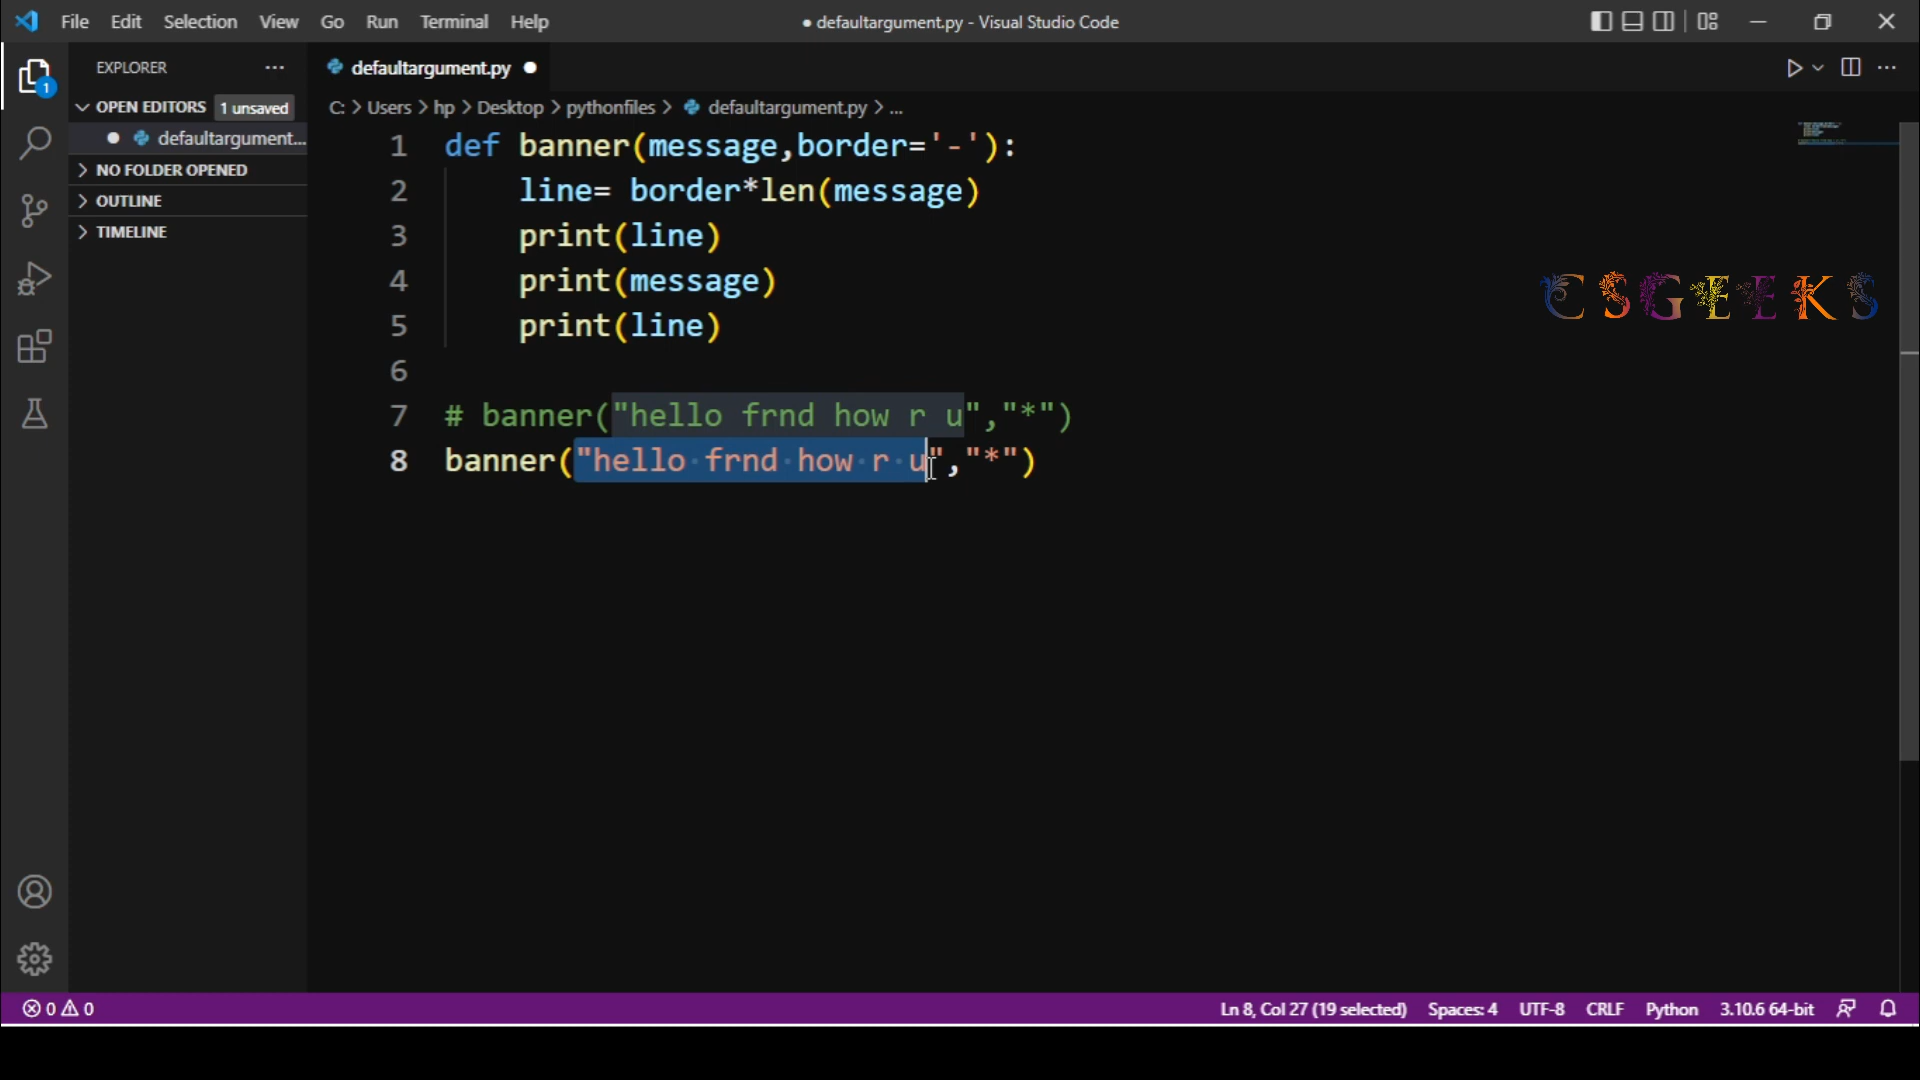 File Edit Selection View Go Run Terminal Help
● defaultargument.py - Visual Studio Code
EXPLORER
1
OPEN EDITORS 1 unsaved
defaultargument...
NO FOLDER OPENED
OUTLINE
TIMELINE
defaultargument.py
C: > Users > hp > Desktop > pythonfiles > defaultargument.py > ...
1 def banner(message,border='-'):
2 line= border*len(message)
3 print(line)
4 print(message)
5 print(line)
6
7 # banner("hello frnd how r u","*")
8 banner("hello frnd how r u","*")
CSGEEKS
0 0
Ln 8, Col 27 (19 selected) Spaces: 4 UTF-8 CRLF Python 3.10.6 64-bit